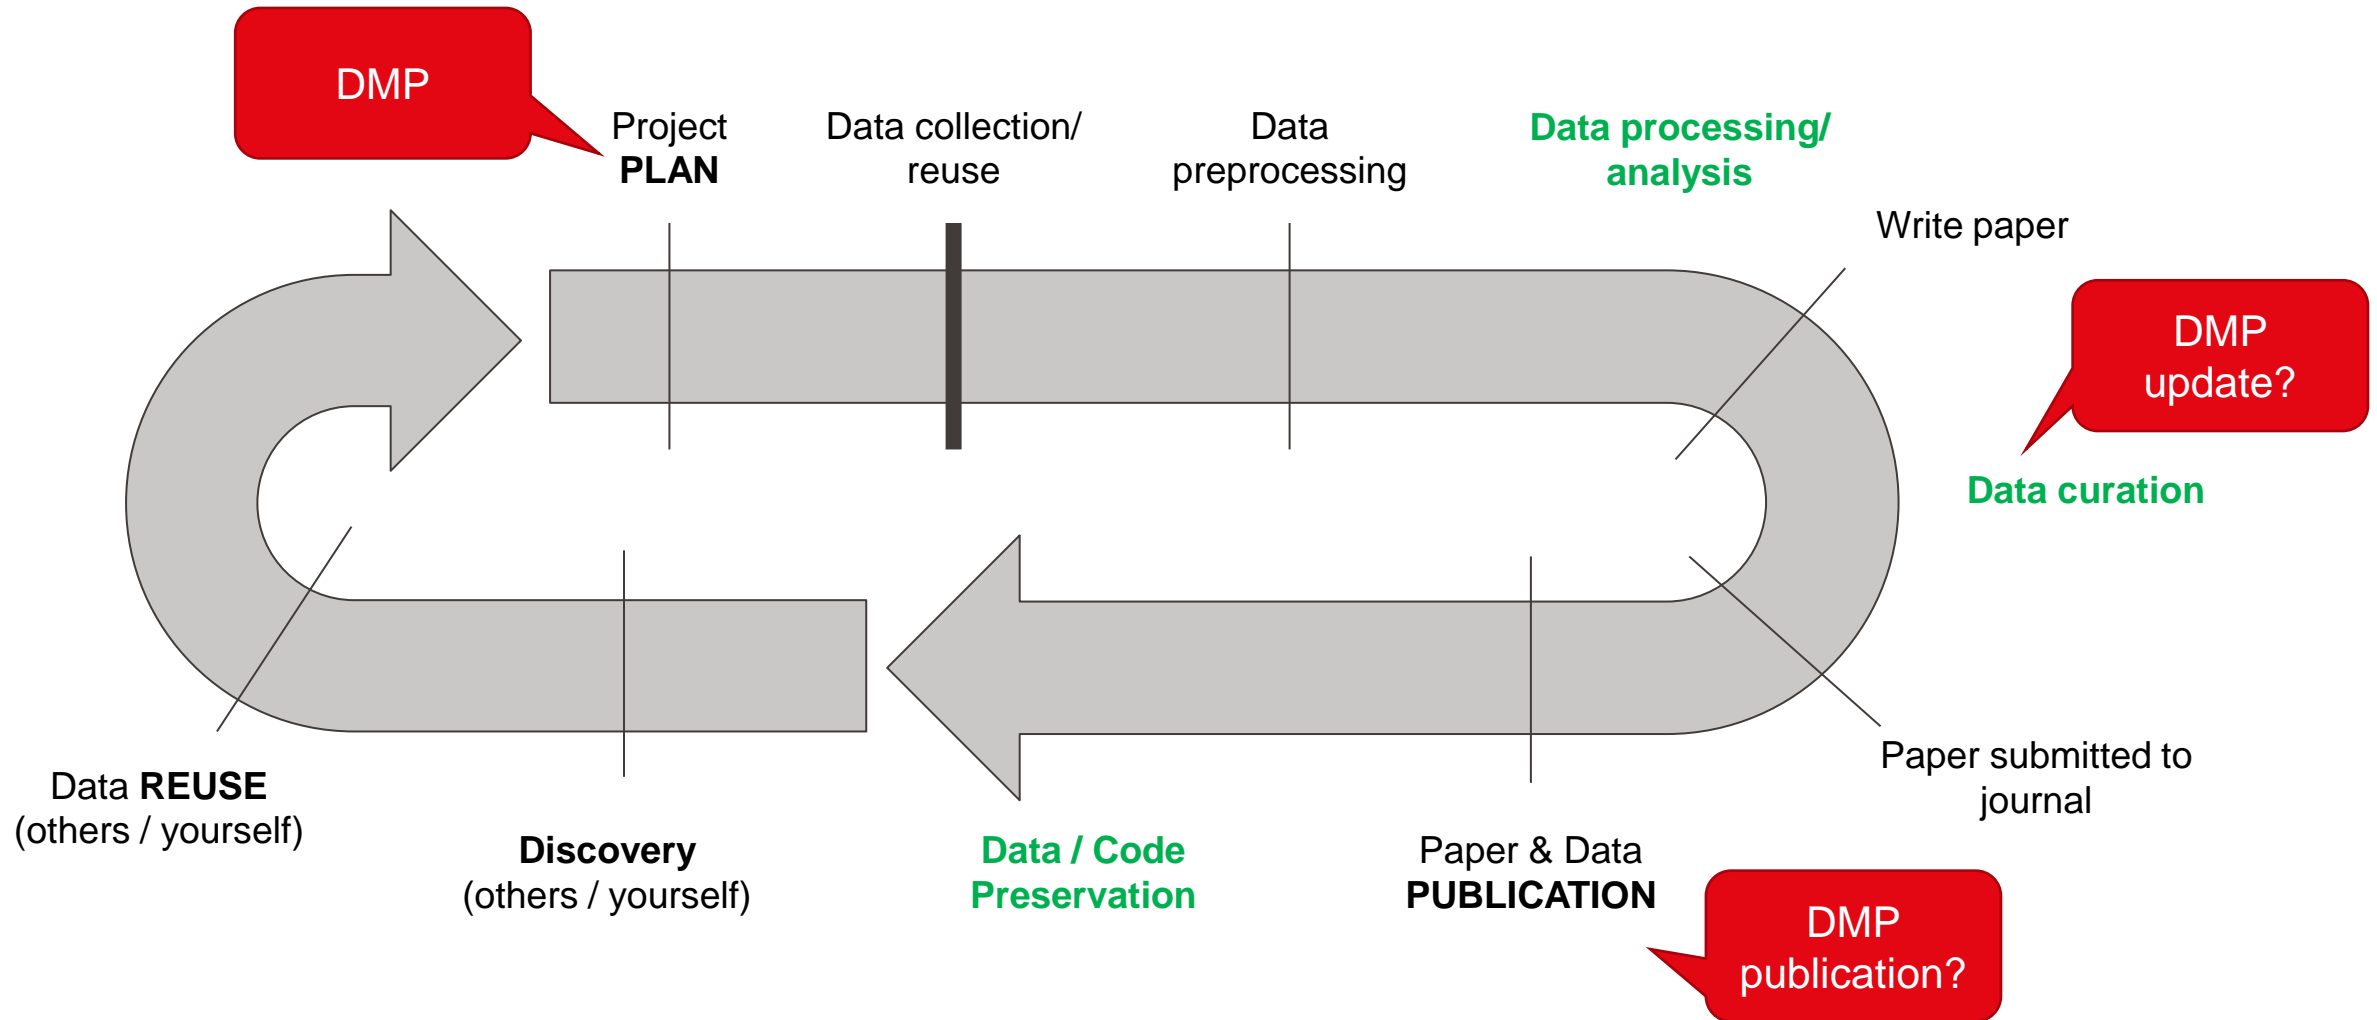 DMP
Project
PLAN
Data collection/
reuse
Data
preprocessing
Data processing/
analysis
Write paper
DMP
update?
Data curation
Paper submitted to
journal
Paper & Data
PUBLICATION
DMP
publication?
Data / Code
Preservation
Discovery
(others / yourself)
Data REUSE
(others / yourself)